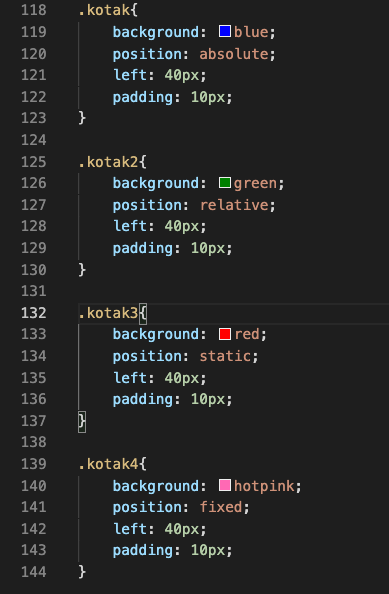 118 .kotak{
119 background: blue;
120 position: absolute;
121 left: 40px;
122 padding: 10px;
123 }
124
125 .kotak2{
126 background: green;
127 position: relative;
128 left: 40px;
129 padding: 10px;
130 }
131
132 .kotak3{
133 background: red;
134 position: static;
135 left: 40px;
136 padding: 10px;
137 }
138
139 .kotak4{
140 background: hotpink;
141 position: fixed;
142 left: 40px;
143 padding: 10px;
144 }